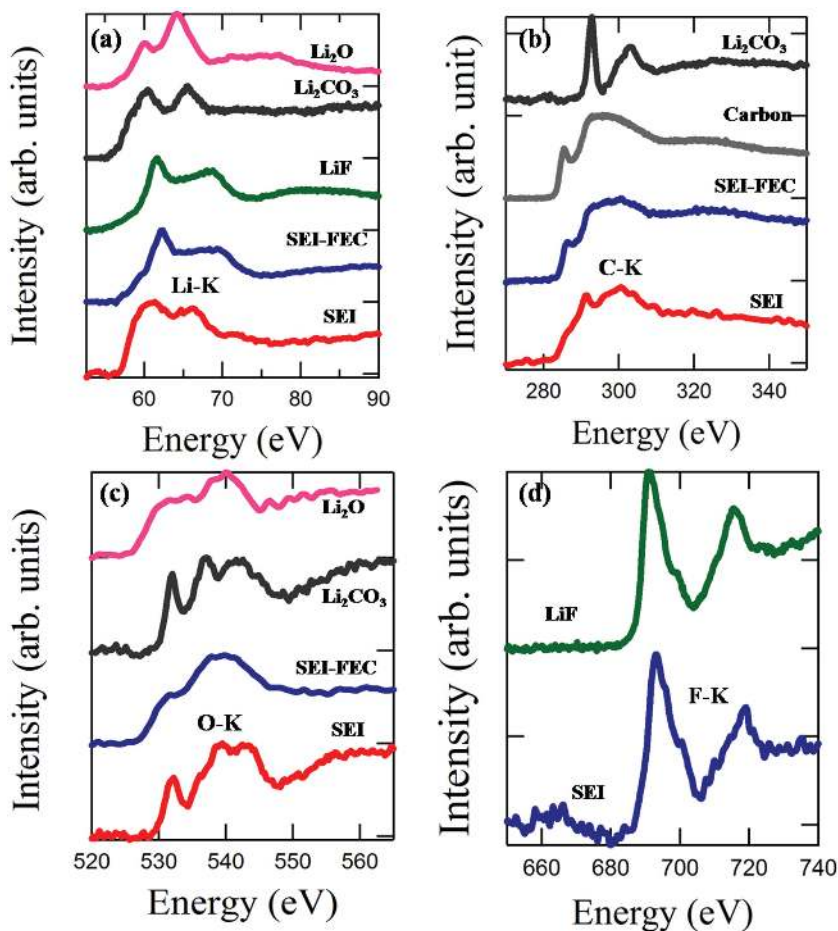 (a)
Li2O
Li2CO3
LiF
SEI-FEC
Li-K
SEI
60
70
80
90
Energy (eV)
Intensity (arb. units)
(b)
Li2CO3
Carbon
SEI-FEC
C-K
SEI
280
300
320
340
Energy (eV)
Intensity (arb. unit)
(c)
Li2O
Li2CO3
SEI-FEC
O-K
SEI
520
530
540
550
560
Energy (eV)
Intensity (arb. units)
(d)
LiF
F-K
SEI
660
680
700
720
740
Energy (eV)
Intensity (arb. units)